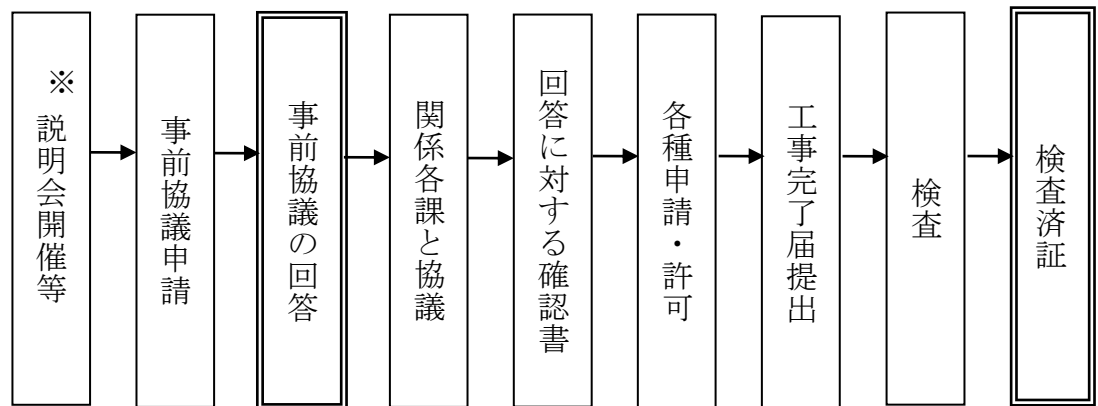 ※説明会開催等
事前協議申請
事前協議の回答
関係各課と協議
回答に対する確認書
各種申請・許可
工事完了届提出
検査
検査済証